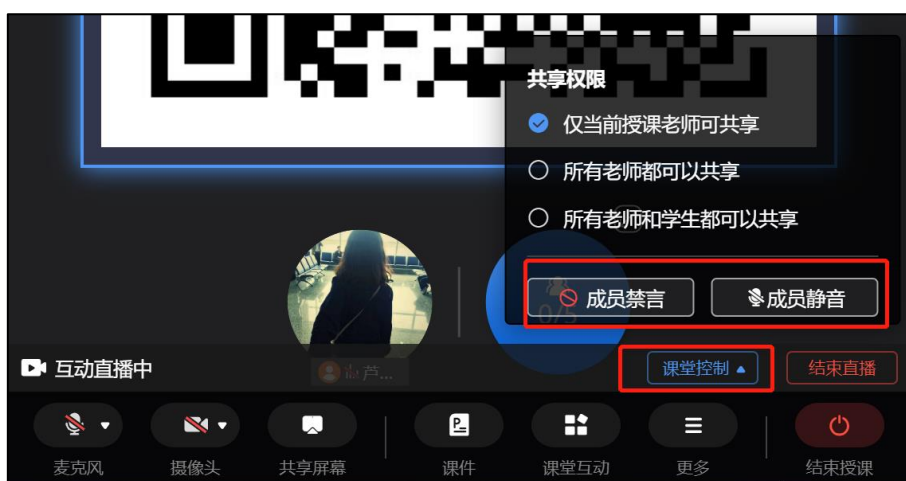 共享权限
仅当前授课老师可共享
所有老师都可以共享
所有老师和学生都可以共享
成员禁言 成员静音
0/5
互动直播中 芦... 课堂控制 结束直播
麦克风 摄像头 共享屏幕 课件 课堂互动 更多 结束授课